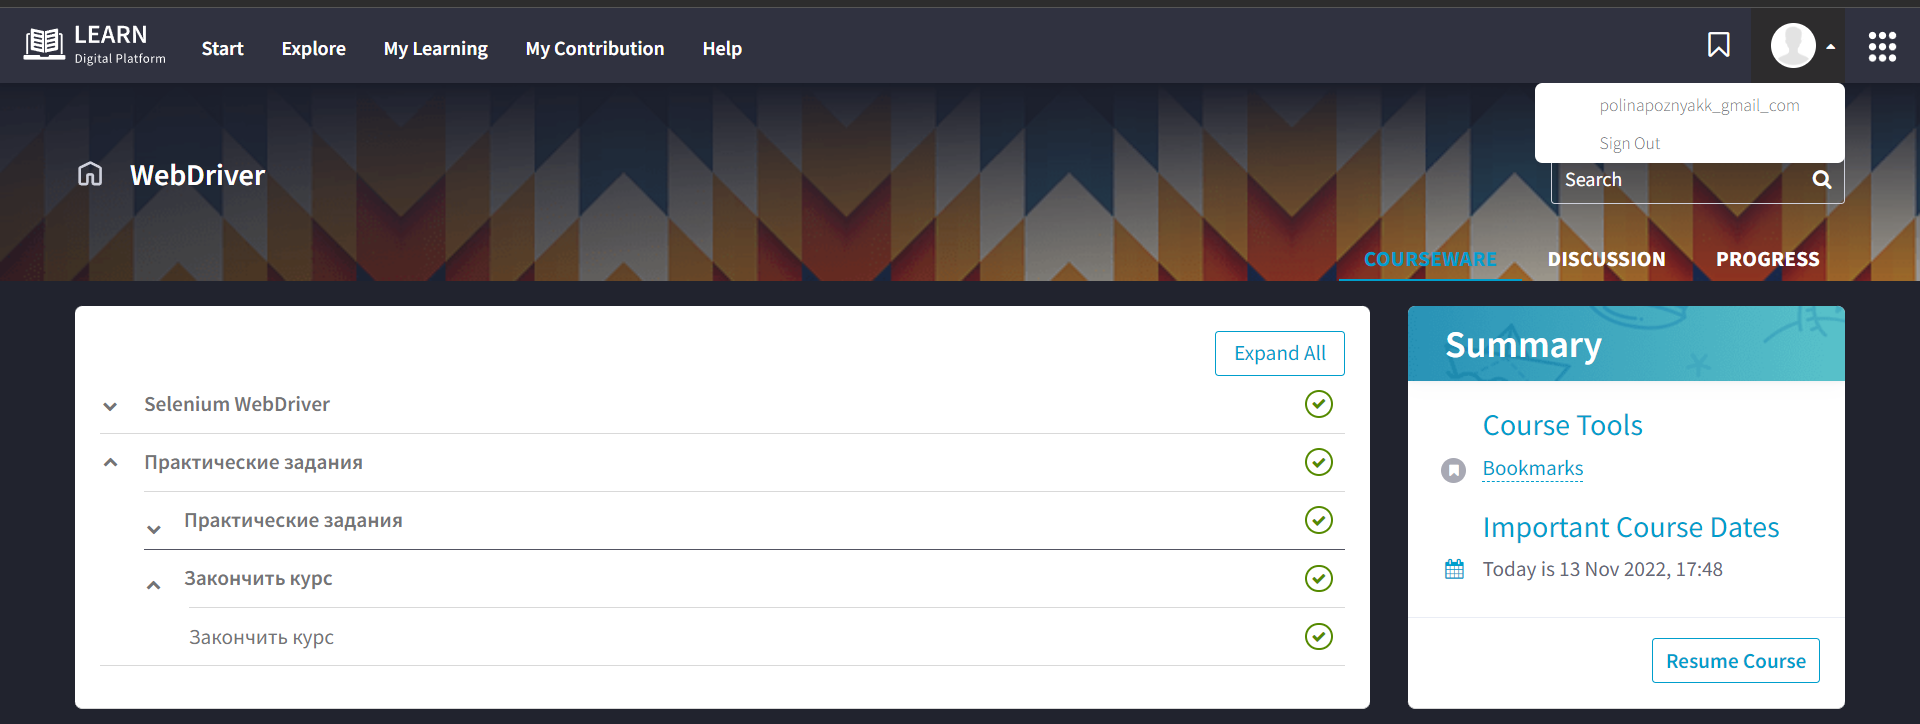 LEARN
Digital Platform
Start
Explore
My Learning
My Contribution
Help
polinapoznyakk_gmail_com
Sign Out
WebDriver
Search
COURSEWARE
DISCUSSION
PROGRESS
Expand All
Selenium WebDriver
Практические задания
Практические задания
Закончить курс
Закончить курс
Summary
Course Tools
Bookmarks
Important Course Dates
Today is 13 Nov 2022, 17:48
Resume Course